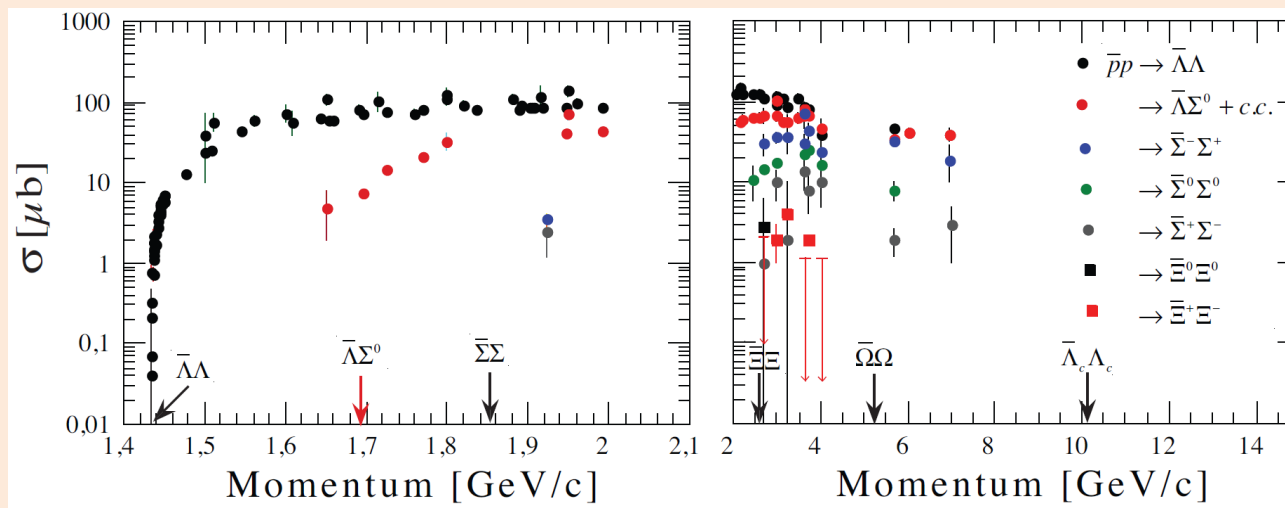 1000
100
10
1
0,1
0,01
σ [μb]
Λ̅Λ
Λ̅Σ⁰
Σ̅Σ
1,4 1,5 1,6 1,7 1,8 1,9 2 2,1
Momentum [GeV/c]
p̅p → Λ̅Λ
→ Λ̅Σ⁰ + c.c.
→ Σ̅⁻Σ⁺
→ Σ̅⁰Σ⁰
→ Σ̅⁺Σ⁻
→ Ξ̅⁰Ξ⁰
→ Ξ̅⁺Ξ⁻
Ξ̅Ξ
Ω̅Ω
Λ̅_cΛ_c
2 4 6 8 10 12 14
Momentum [GeV/c]